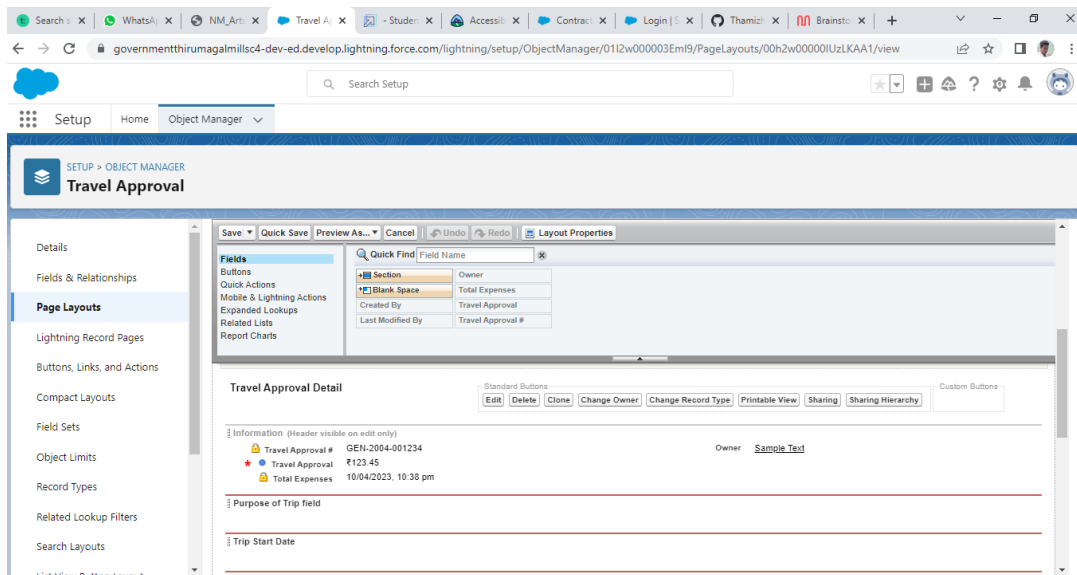 Search s
WhatsAp
NM_Arts
Travel Ap
- Studen
Accessib
Contract
Login | S
Thamizh
Brainsto
governmentthirumagalmillsc4-dev-ed.develop.lightning.force.com/lightning/setup/ObjectManager/01I2w000003EmI9/PageLayouts/00h2w00000IUzLKAA1/view
Search Setup
Setup Home Object Manager
SETUP > OBJECT MANAGER
Travel Approval
Details
Fields & Relationships
Page Layouts
Lightning Record Pages
Buttons, Links, and Actions
Compact Layouts
Field Sets
Object Limits
Record Types
Related Lookup Filters
Search Layouts
List View Button Layout
Save Quick Save Preview As... Cancel Undo Redo Layout Properties
Fields
Buttons
Quick Actions
Mobile & Lightning Actions
Expanded Lookups
Related Lists
Report Charts
Quick Find Field Name
Section Owner
Blank Space Total Expenses
Created By Travel Approval
Last Modified By Travel Approval #
Travel Approval Detail
Standard Buttons
Edit Delete Clone Change Owner Change Record Type Printable View Sharing Sharing Hierarchy
Custom Buttons
Information (Header visible on edit only)
Travel Approval # GEN-2004-001234 Owner Sample Text
* Travel Approval ₹123.45
Total Expenses 10/04/2023, 10:38 pm
Purpose of Trip field
Trip Start Date